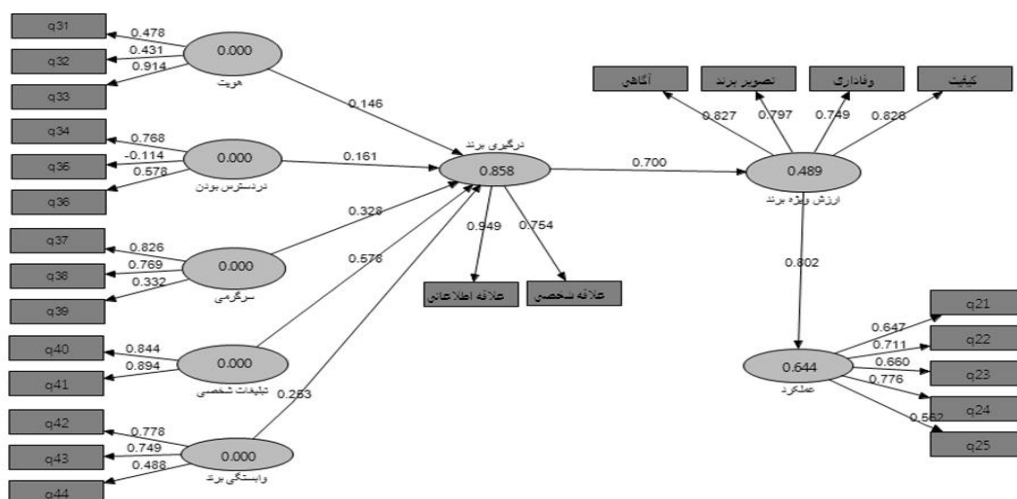 q31
0.478
q32
0.431
q33
0.914
0.000
هویت
0.146
q34
0.768
q35
-0.114
q36
0.578
0.000
دردسترس بودن
0.161
q37
0.826
q38
0.769
q39
0.332
0.000
سرگرمی
0.328
q40
0.844
q41
0.894
0.000
تبلیغات شخصی
0.578
q42
0.778
q43
0.749
q44
0.488
0.000
وابستگی برند
0.253
درگیری برند
0.858
0.700
0.949
0.754
علاقه اطلاعاتی
علاقه شخصی
آگاهی
تصویر برند
وفاداری
کیفیت
0.827
0.797
0.749
0.826
0.489
ارزش ویژه برند
0.802
0.644
عملکرد
q21
0.647
q22
0.711
q23
0.660
q24
0.776
q25
0.562